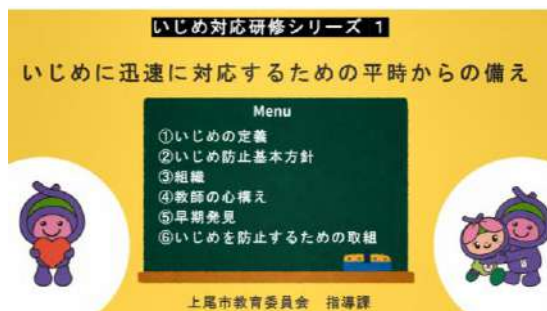 いじめ対応研修シリーズ 1
いじめに迅速に対応するための平時からの備え
Menu
①いじめの定義
②いじめ防止基本方針
③組織
④教師の心構え
⑤早期発見
⑥いじめを防止するための取組
上尾市教育委員会 指導課